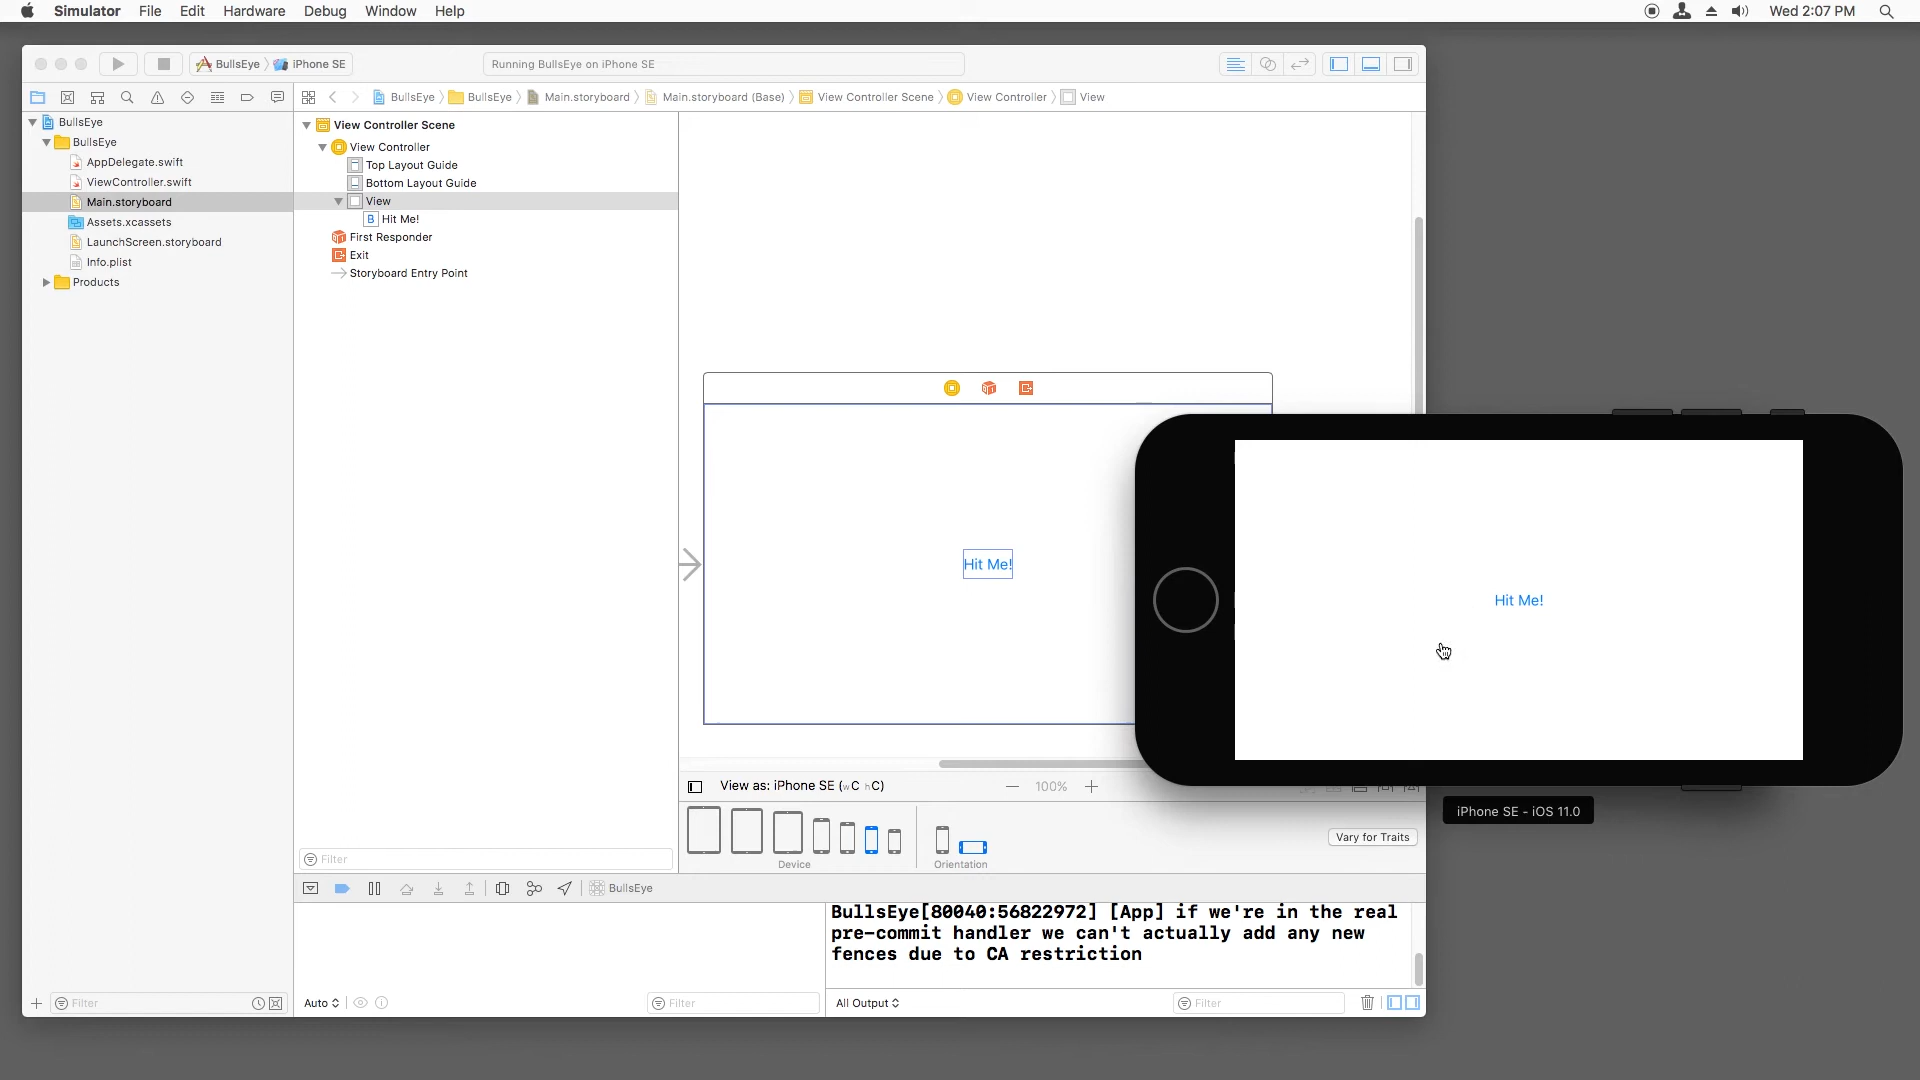 Simulator File Edit Hardware Debug Window Help Wed 2:07 PM
BullsEye iPhone SE Running BullsEye on iPhone SE
BullsEye BullsEye Main.storyboard Main.storyboard (Base) View Controller Scene View Controller View
BullsEye
BullsEye
AppDelegate.swift
ViewController.swift
Main.storyboard
Assets.xcassets
LaunchScreen.storyboard
Info.plist
Products
View Controller Scene
View Controller
Top Layout Guide
Bottom Layout Guide
View
B Hit Me!
First Responder
Exit
Storyboard Entry Point
Hit Me!
Hit Me!
iPhone SE - iOS 11.0
View as: iPhone SE (wC hC) 100%
Device
Orientation
Vary for Traits
Filter
BullsEye
BullsEye[80040:56822972] [App] if we're in the real
pre-commit handler we can't actually add any new
fences due to CA restriction
Filter
Auto Filter
All Output Filter